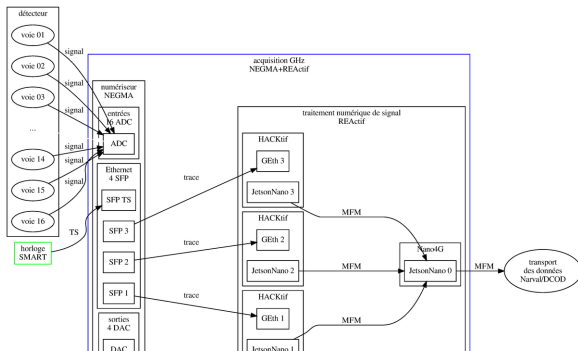 détecteur
voie 01
voie 02
voie 03
...
voie 14
voie 15
voie 16
signal
signal
signal
signal
signal
signal
horloge
SMART
TS
acquisition GHz
NEGMA+REActif
numériseur
NEGMA
entrées
16 ADC
ADC
Ethernet
4 SFP
SFP TS
SFP 3
SFP 2
SFP 1
sorties
4 DAC
DAC
trace
trace
trace
traitement numérique de signal
REActif
HACKtif
GEth 3
JetsonNano 3
HACKtif
GEth 2
JetsonNano 2
HACKtif
GEth 1
JetsonNano 1
MFM
MFM
MFM
Nano4G
JetsonNano 0
MFM
transport
des données
Narval/DCOD